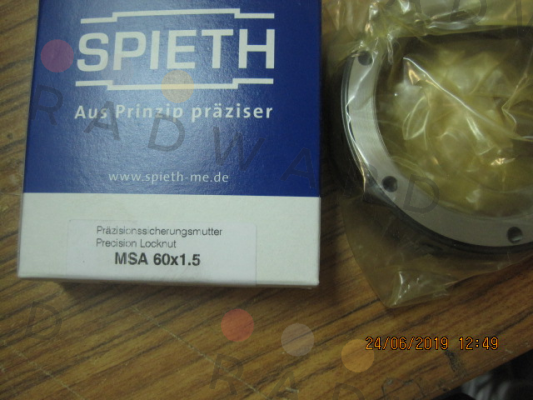 SPIETH
Aus Prinzip präziser
RADWA
www.spieth-me.de
Präzisionssicherungsmutter
Precision Locknut
MSA 60x1.5
24/06/2019 12:49